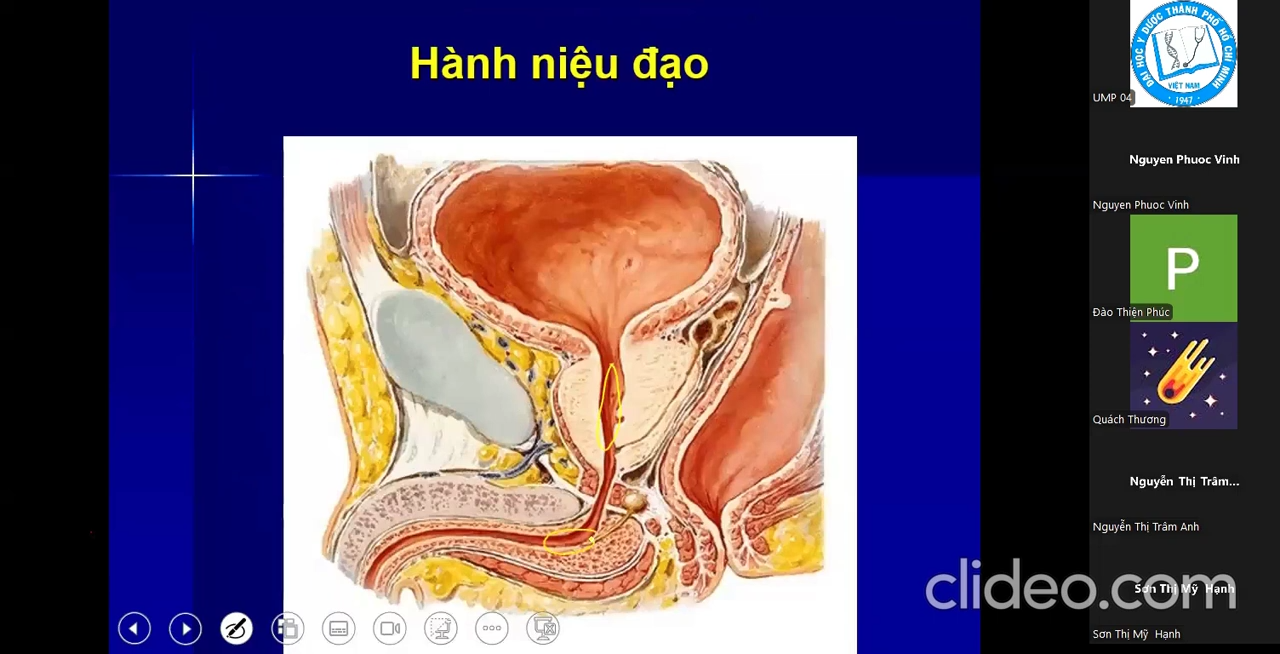 Hành niệu đạo
ĐẠI HỌC Y DƯỢC THÀNH PHỐ HỒ CHÍ MINH
VIỆT NAM
1947
UMP 04
Nguyen Phuoc Vinh
Nguyen Phuoc Vinh
P
Đào Thiện Phúc
Quách Thương
Nguyễn Thị Trâm...
Nguyễn Thị Trâm Anh
clideo.com
Sơn Thị Mỹ Hạnh
Sơn Thị Mỹ Hạnh